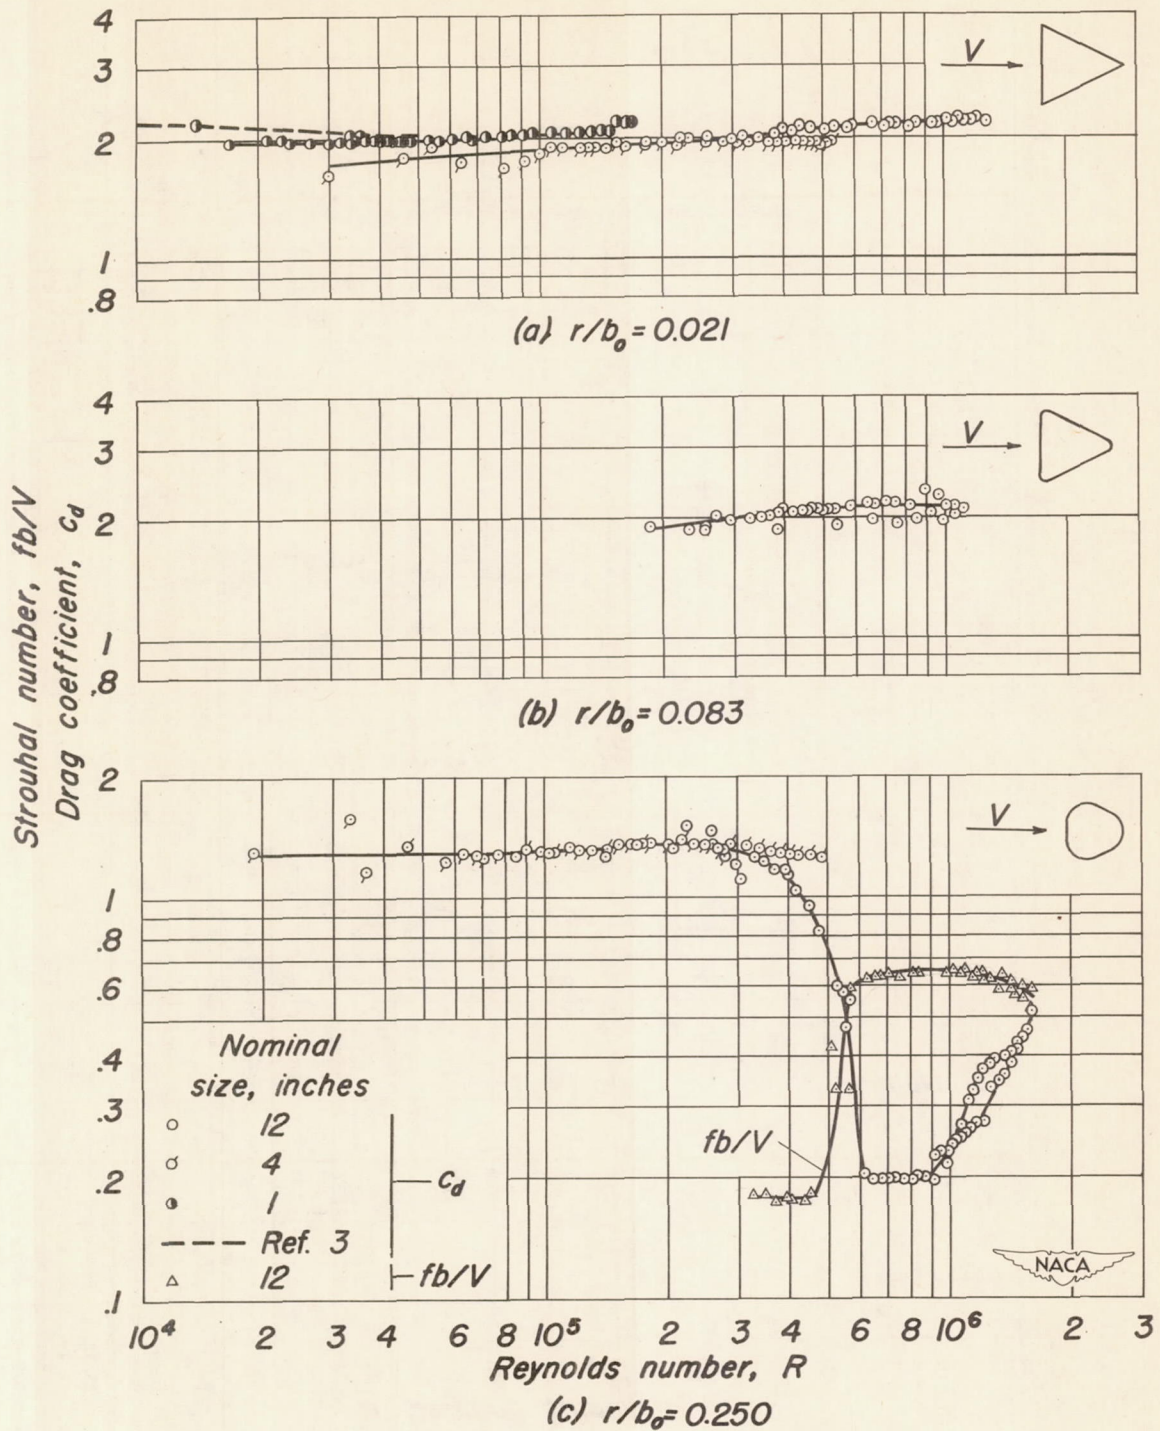 Strouhal number, fb/V
Drag coefficient, c_d
4
3
2
1
.8
V
(a) r/b_o = 0.021
4
3
2
1
.8
V
(b) r/b_o = 0.083
2
1
.8
.6
.4
.3
.2
.1
V
Nominal
size, inches
12
4
1
Ref. 3
12
c_d
fb/V
fb/V
NACA
10⁴ 2 3 4 6 8 10⁵ 2 3 4 6 8 10⁶ 2 3
Reynolds number, R
(c) r/b_o = 0.250